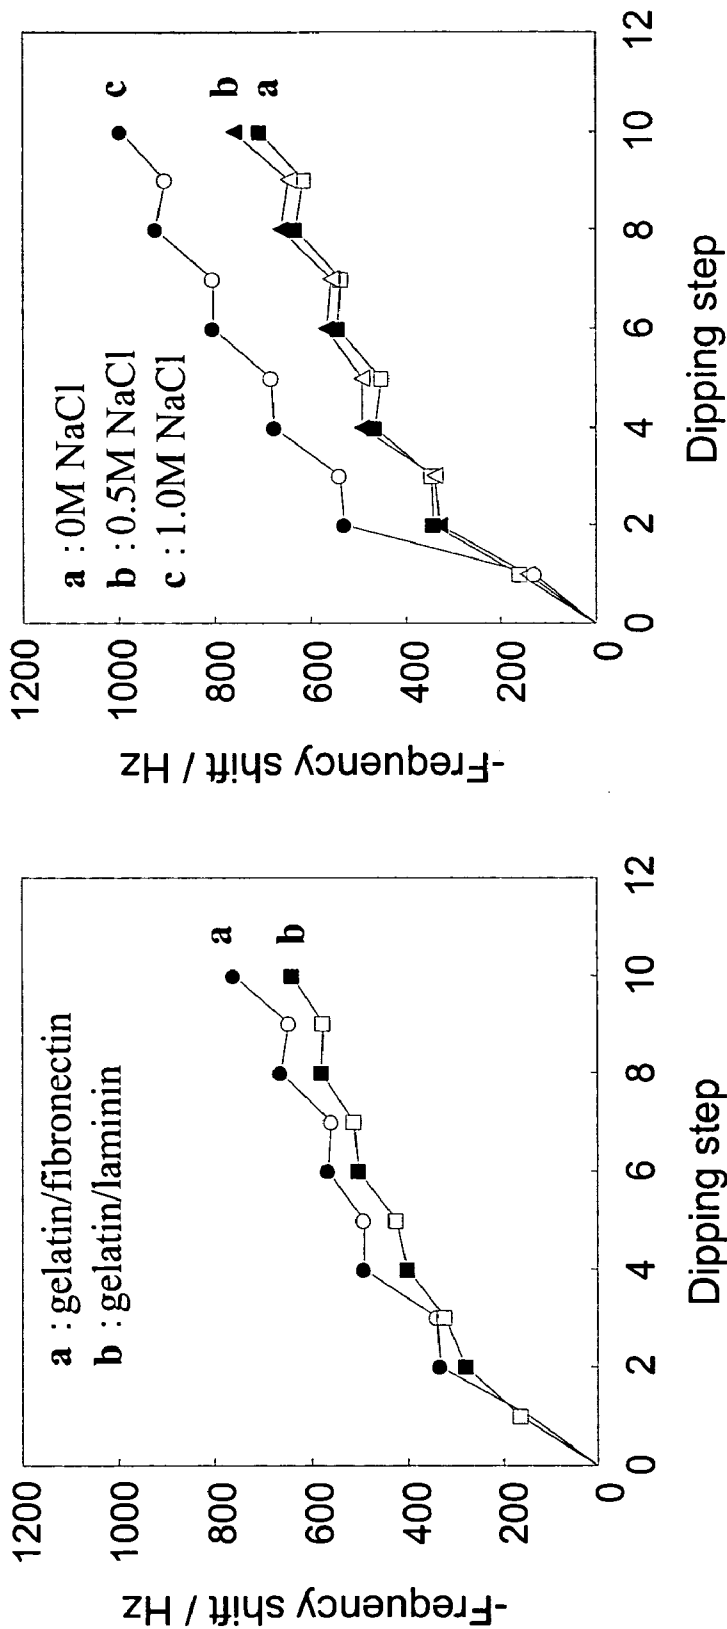 1200
1000
800
600
400
200
0
0
2
4
6
8
10
12
-Frequency shift / Hz
Dipping step
a : gelatin/fibronectin
b : gelatin/laminin
a
b
1200
1000
800
600
400
200
0
0
2
4
6
8
10
12
-Frequency shift / Hz
Dipping step
a : 0M NaCl
b : 0.5M NaCl
c : 1.0M NaCl
c
b
a